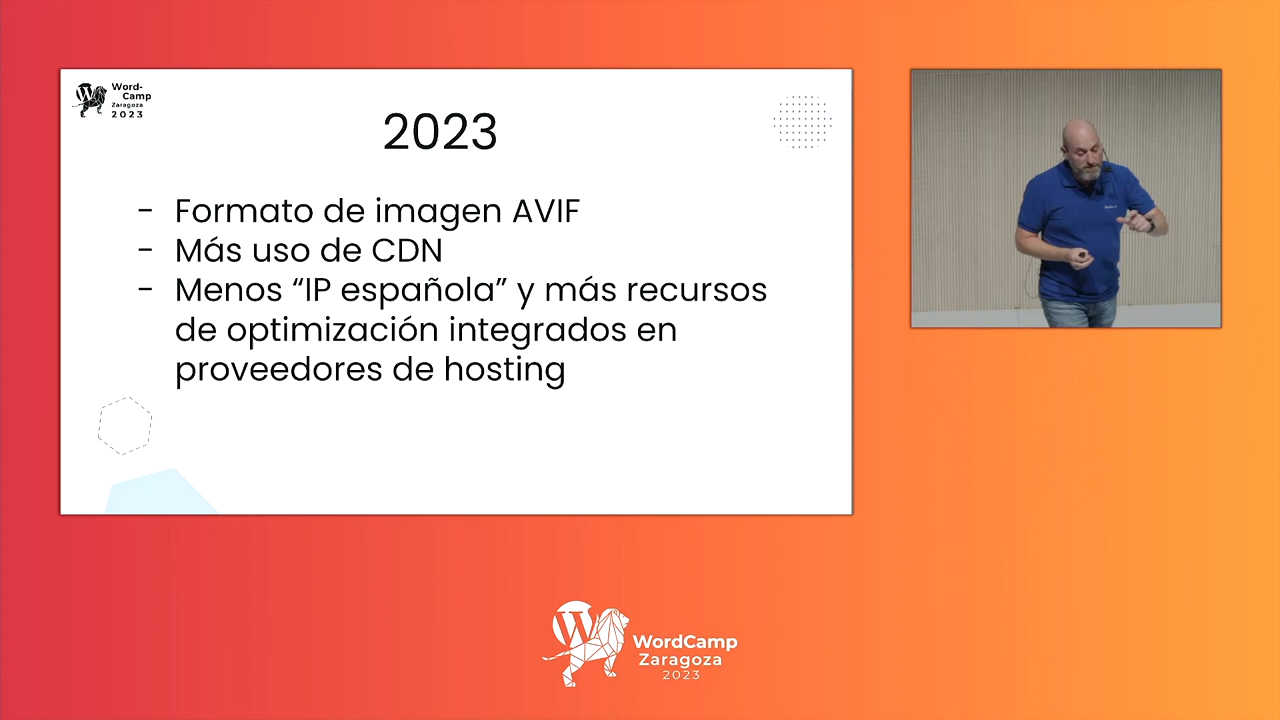 Word-
Camp
Zaragoza
2023
2023
- Formato de imagen AVIF
- Más uso de CDN
- Menos “IP española” y más recursos
de optimización integrados en
proveedores de hosting
WordCamp
Zaragoza
2023